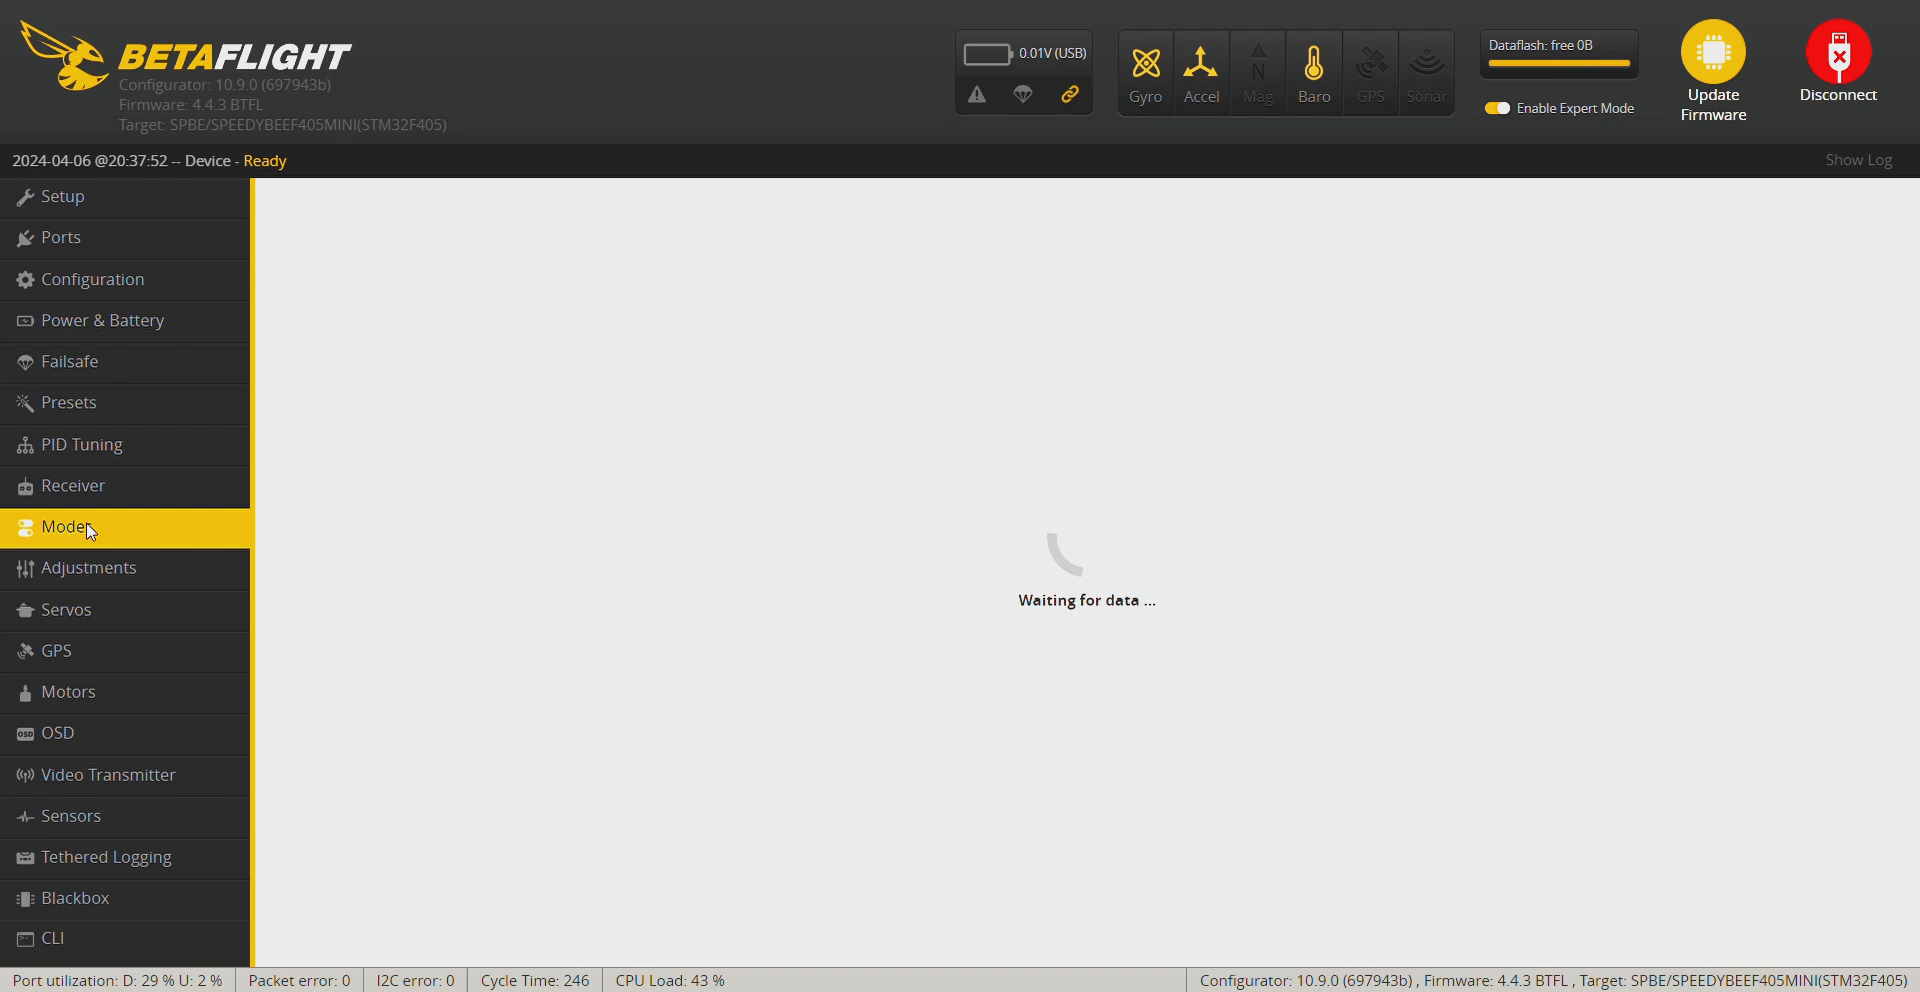 BETAFLIGHT
Configurator: 10.9.0 (697943b)
Firmware: 4.4.3 BTFL
Target: SPBE/SPEEDYBEEF405MINI(STM32F405)
0.01V (USB)
Gyro
Accel
N
Mag
Baro
GPS
Sonar
Dataflash: free 0B
Enable Expert Mode
Update
Firmware
Disconnect
2024-04-06 @20:37:52 -- Device - Ready
Show Log
Setup
Ports
Configuration
Power & Battery
Failsafe
Presets
PID Tuning
Receiver
Modes
Adjustments
Servos
GPS
Motors
OSD
OSD
Video Transmitter
Sensors
Tethered Logging
Blackbox
CLI
Waiting for data ...
Port utilization: D: 29 % U: 2 %
Packet error: 0
I2C error: 0
Cycle Time: 246
CPU Load: 43 %
Configurator: 10.9.0 (697943b) , Firmware: 4.4.3 BTFL , Target: SPBE/SPEEDYBEEF405MINI(STM32F405)